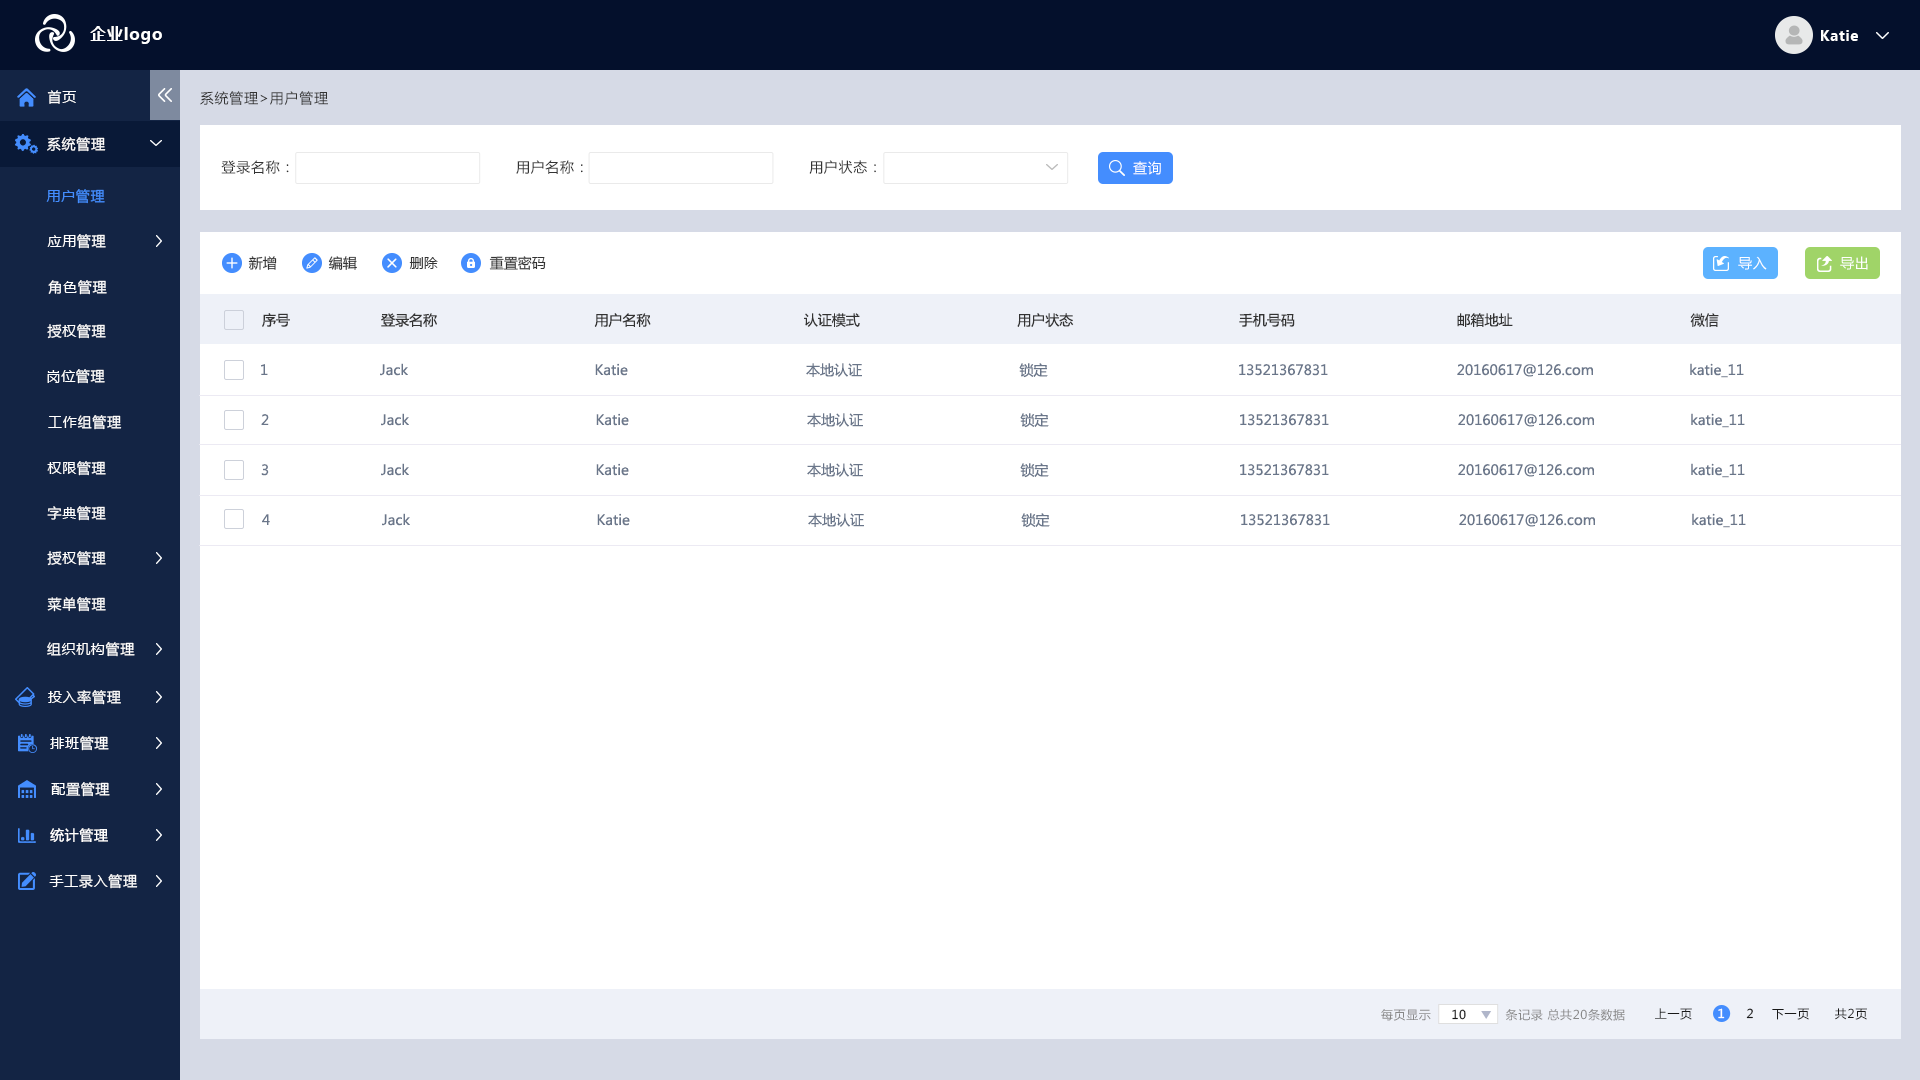 企业logo
Katie
首页
系统管理>用户管理
系统管理
用户管理
应用管理
角色管理
授权管理
岗位管理
工作组管理
权限管理
字典管理
授权管理
菜单管理
组织机构管理
投入率管理
排班管理
配置管理
统计管理
手工录入管理
登录名称： 用户名称： 用户状态： 查询
新增 编辑 删除 重置密码 导入 导出
序号 登录名称 用户名称 认证模式 用户状态 手机号码 邮箱地址 微信
1 Jack Katie 本地认证 锁定 13521367831 20160617@126.com katie_11
2 Jack Katie 本地认证 锁定 13521367831 20160617@126.com katie_11
3 Jack Katie 本地认证 锁定 13521367831 20160617@126.com katie_11
4 Jack Katie 本地认证 锁定 13521367831 20160617@126.com katie_11
每页显示 10 条记录 总共20条数据 上一页 1 2 下一页 共2页